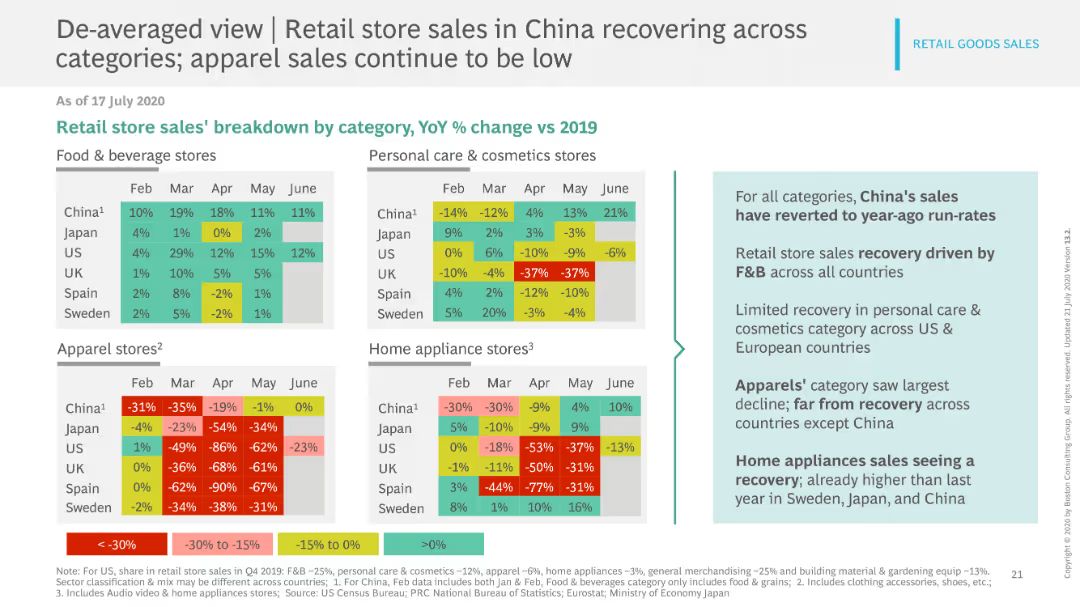 De-averaged view | Retail store sales in China recovering across
categories; apparel sales continue to be low
RETAIL GOODS SALES
As of 17 July 2020
Retail store sales' breakdown by category, YoY % change vs 2019
Food & beverage stores
Feb Mar Apr May June
China¹ 10% 19% 18% 11% 11%
Japan 4% 1% 0% 2%
US 4% 29% 12% 15% 12%
UK 1% 10% 5% 5%
Spain 2% 8% -2% 1%
Sweden 2% 5% -2% 1%
Personal care & cosmetics stores
Feb Mar Apr May June
China¹ -14% -12% 4% 13% 21%
Japan 9% 2% 3% -3%
US 0% 6% -10% -9% -6%
UK -10% -4% -37% -37%
Spain 4% 2% -12% -10%
Sweden 5% 20% -3% -4%
Apparel stores²
Feb Mar Apr May June
China¹ -31% -35% -19% -1% 0%
Japan -4% -23% -54% -34%
US 1% -49% -86% -62% -23%
UK 0% -36% -68% -61%
Spain 0% -62% -90% -67%
Sweden -2% -34% -38% -31%
Home appliance stores³
Feb Mar Apr May June
China¹ -30% -30% -9% 4% 10%
Japan 5% -10% -9% 9%
US 0% -18% -53% -37% -13%
UK -1% -11% -50% -31%
Spain 3% -44% -77% -31%
Sweden 8% 1% 10% 16%
< -30% -30% to -15% -15% to 0% >0%
For all categories, China's sales
have reverted to year-ago run-rates
Retail store sales recovery driven by
F&B across all countries
Limited recovery in personal care &
cosmetics category across US &
European countries
Apparels' category saw largest
decline; far from recovery across
countries except China
Home appliances sales seeing a
recovery; already higher than last
year in Sweden, Japan, and China
Note: For US, share in retail store sales in Q4 2019: F&B ~25%, personal care & cosmetics ~12%, apparel ~6%, home appliances ~3%, general merchandising ~25% and building material & gardening equip ~13%.
Sector classification & mix may be different across countries; 1. For China, Feb data includes both Jan & Feb, Food & beverages category only includes food & grains; 2. Includes clothing accessories, shoes, etc.;
3. Includes Audio video & home appliances stores; Source: US Census Bureau; PRC National Bureau of Statistics; Eurostat; Ministry of Economy Japan
21
Copyright © 2020 by Boston Consulting Group. All rights reserved. Updated 21 July 2020 Version 13.2.